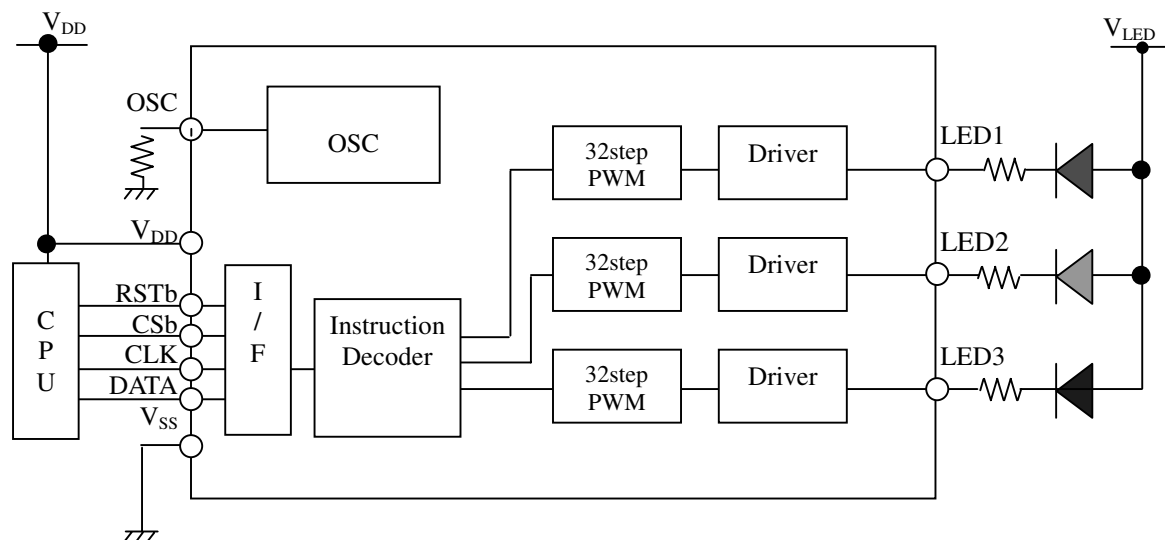 VDD
VLED
OSC
OSC
LED1
32step
PWM
Driver
VDD
LED2
32step
PWM
Driver
C
P
U
RSTb
CSb
CLK
DATA
VSS
I
/
F
Instruction
Decoder
LED3
32step
PWM
Driver